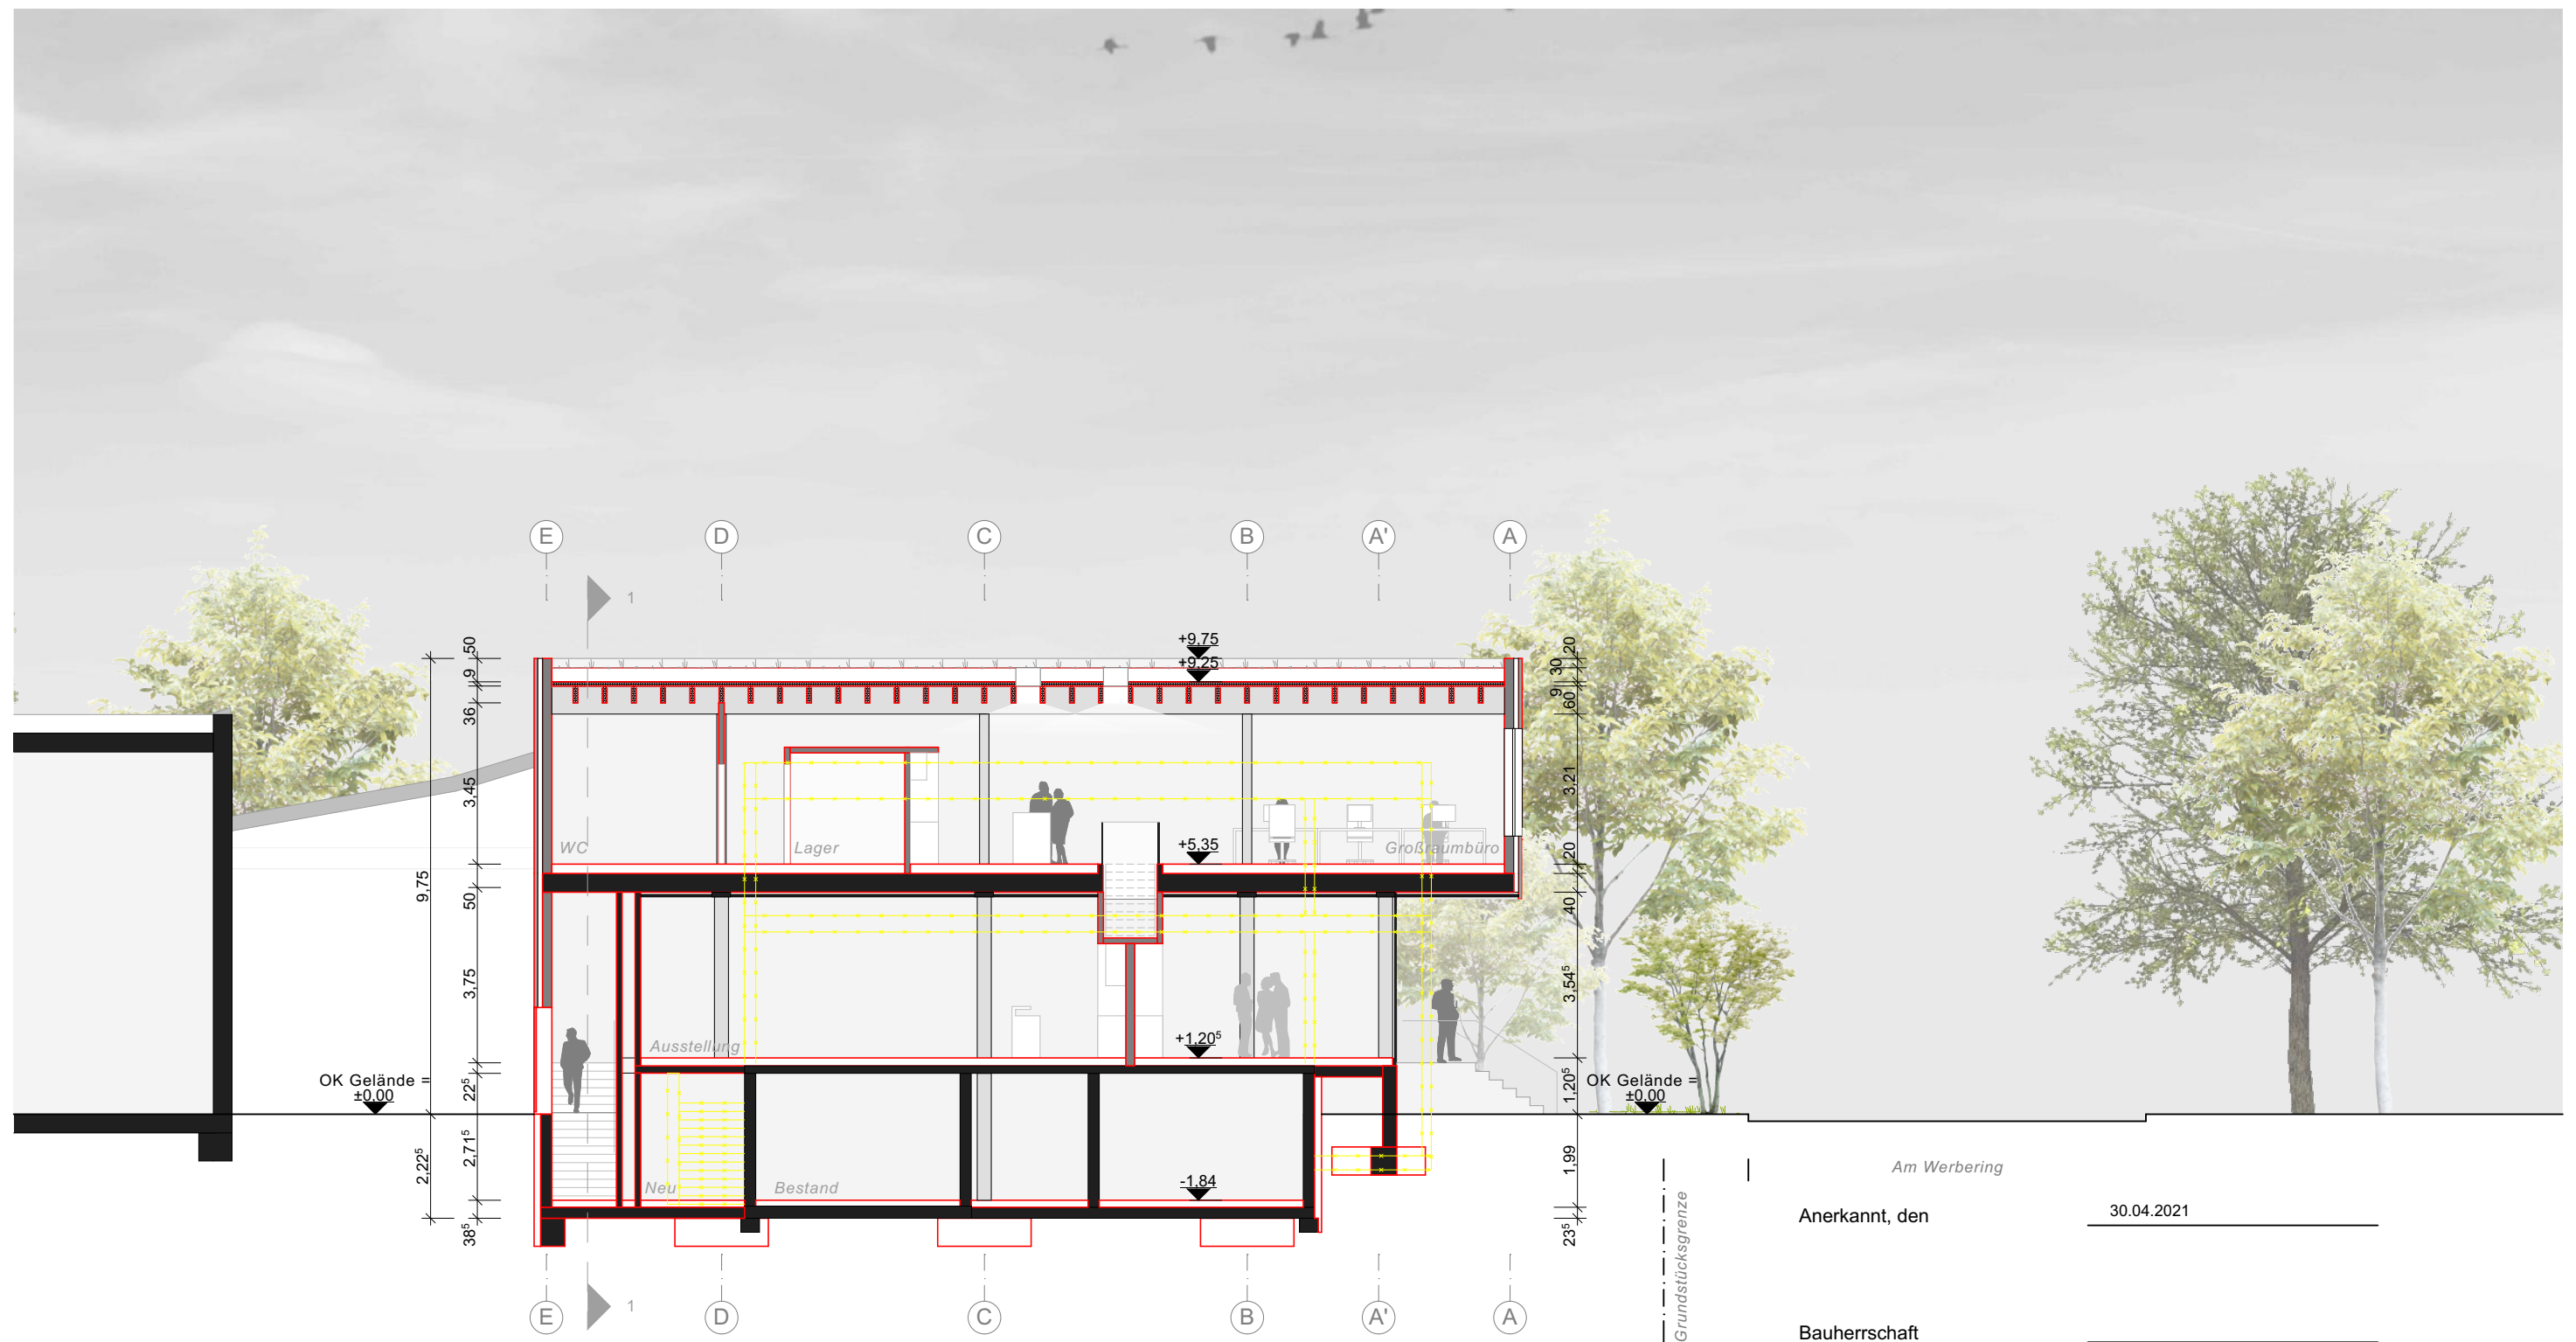 E D C B A' A
1
+9,75
+9,25
50
9
36
3,45
50
3,75
22⁵
2,71⁵
38⁵
9,75
2,22⁵
20
30
9
60
3,21
20
40
3,54⁵
1,20⁵
1,99
23⁵
WC
Lager
+5,35
Großraumbüro
Ausstellung
+1,20⁵
OK Gelände =
±0,00
OK Gelände =
±0,00
Neu
Bestand
-1,84
Am Werbering
Grundstücksgrenze
Anerkannt, den 30.04.2021
1
E D C B A' A
Bauherrschaft